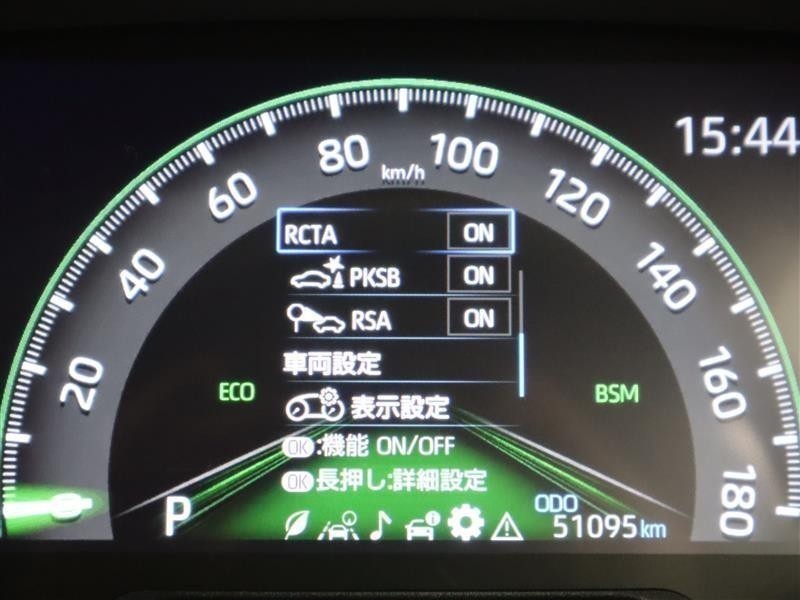 15:44
80
100
km/h
60
120
RCTA ON
40
PKSB ON
140
RSA ON
車両設定
20
160
ECO
表示設定
BSM
OK:機能 ON/OFF
OK長押し:詳細設定
180
0
P
ODO
51095km